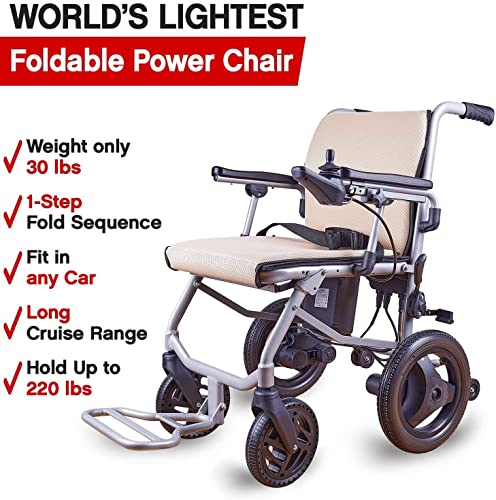 WORLD'S LIGHTEST
Foldable Power Chair
Weight only
30 lbs
1-Step
Fold Sequence
Fit in
any Car
Long
Cruise Range
Hold Up to
220 lbs